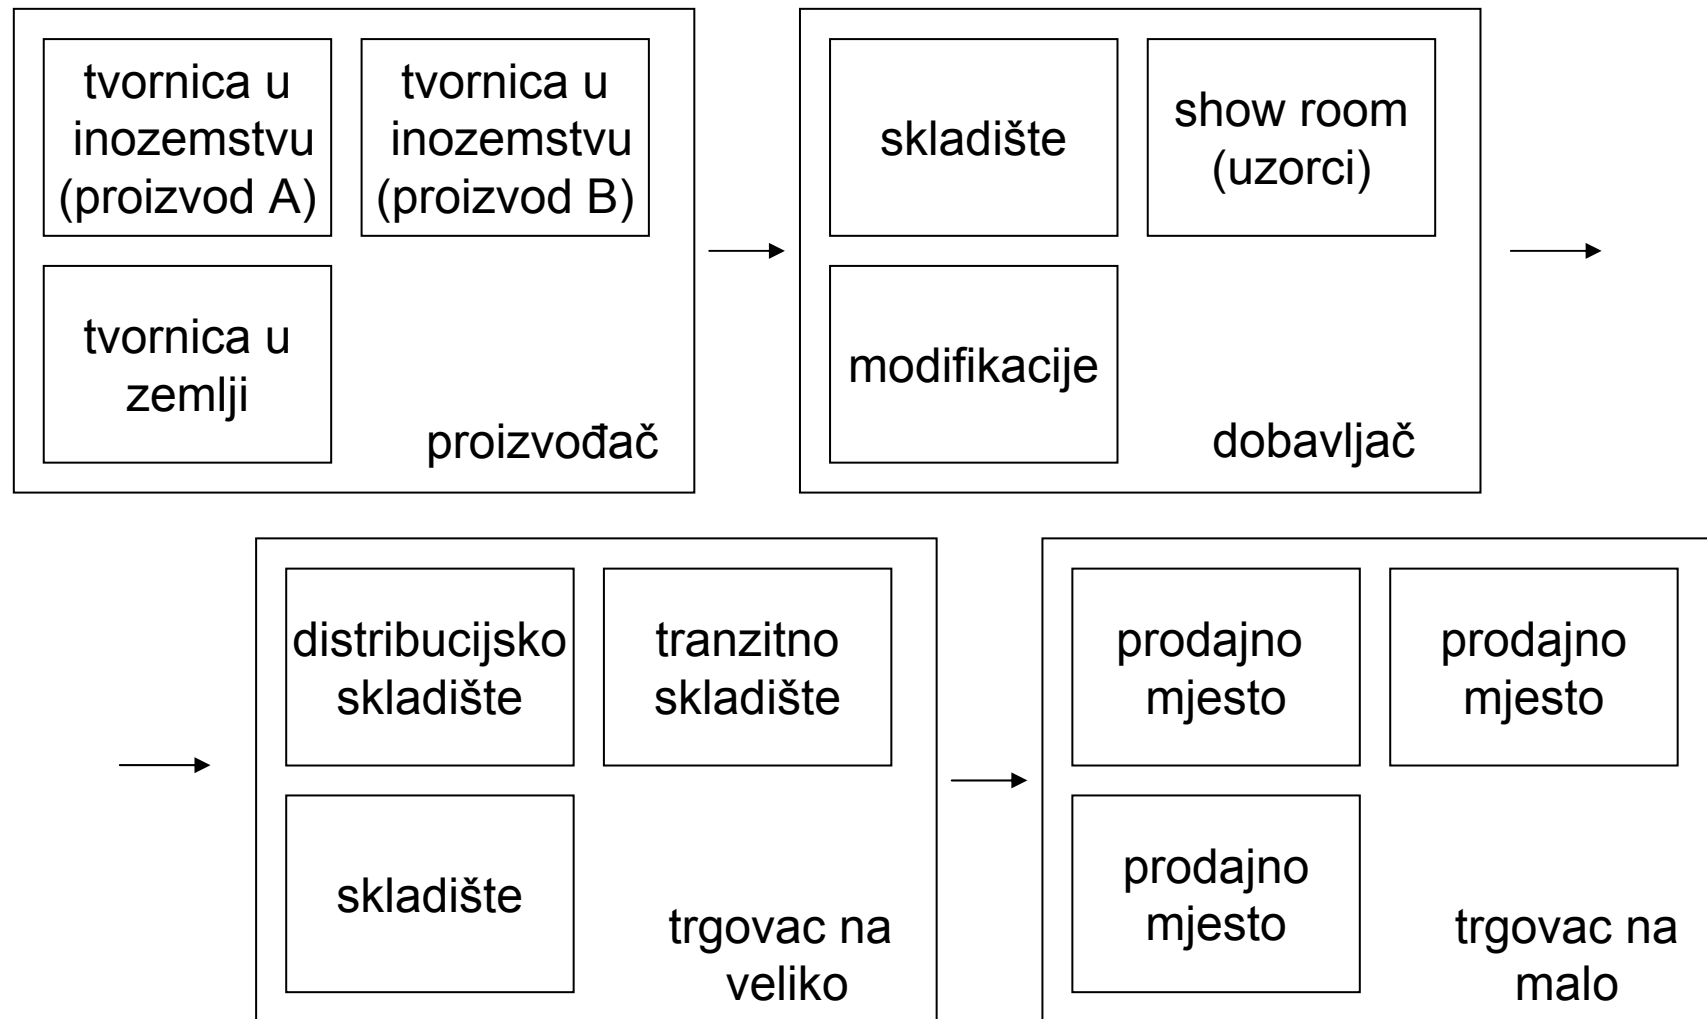 tvornica u
inozemstvu
(proizvod A)
tvornica u
inozemstvu
(proizvod B)
tvornica u
zemlji
proizvođač
skladište
show room
(uzorci)
modifikacije
dobavljač
distribucijsko
skladište
tranzitno
skladište
skladište
trgovac na
veliko
prodajno
mjesto
prodajno
mjesto
prodajno
mjesto
trgovac na
malo